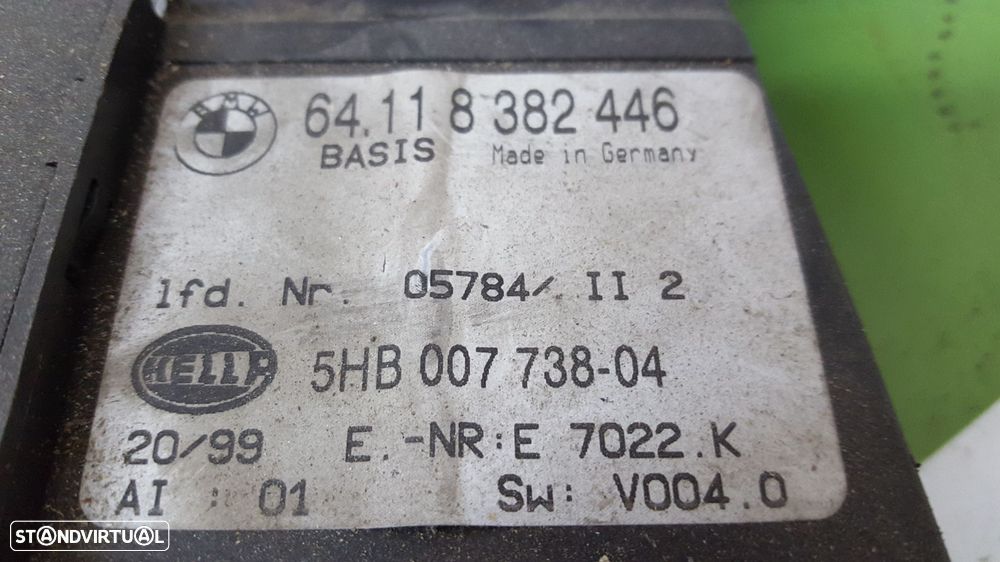 BMW
64.11 8 382 446
BASIS Made in Germany
lfd. Nr. 05784/. II 2
HELLA
5HB 007 738-04
20/99 E. -NR:E 7022.K
AI : 01 SW: V004.0
STANDVIRTUAL